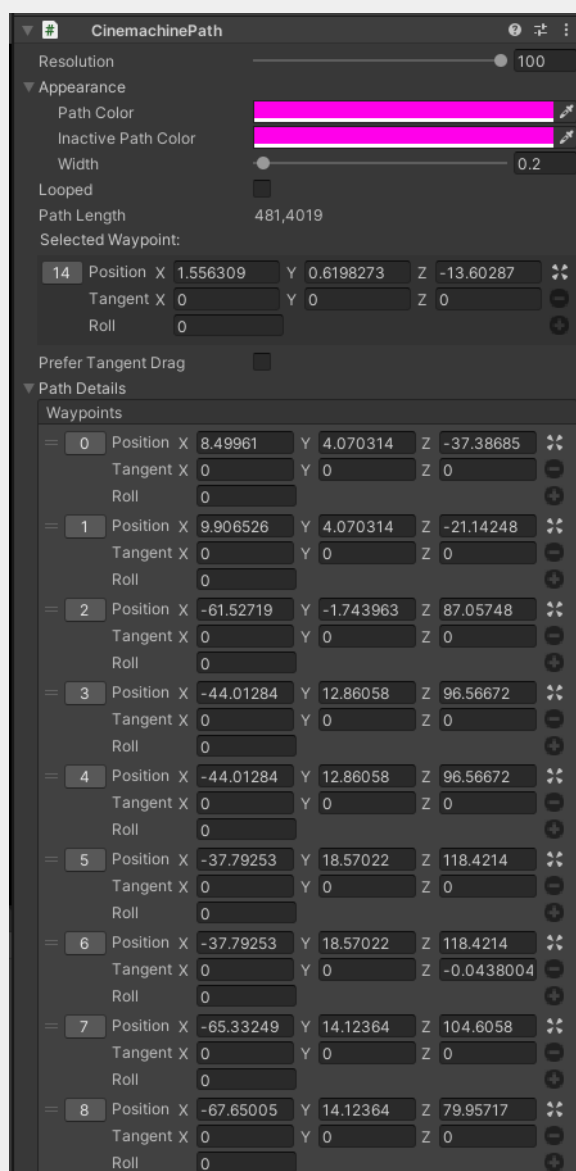 # CinemachinePath
Resolution 100
Appearance
Path Color
Inactive Path Color
Width 0.2
Looped
Path Length 481,4019
Selected Waypoint:
14 Position X 1.556309 Y 0.6198273 Z -13.60287
Tangent X 0 Y 0 Z 0
Roll 0
Prefer Tangent Drag
Path Details
Waypoints
0 Position X 8.49961 Y 4.070314 Z -37.38685
Tangent X 0 Y 0 Z 0
Roll 0
1 Position X 9.906526 Y 4.070314 Z -21.14248
Tangent X 0 Y 0 Z 0
Roll 0
2 Position X -61.52719 Y -1.743963 Z 87.05748
Tangent X 0 Y 0 Z 0
Roll 0
3 Position X -44.01284 Y 12.86058 Z 96.56672
Tangent X 0 Y 0 Z 0
Roll 0
4 Position X -44.01284 Y 12.86058 Z 96.56672
Tangent X 0 Y 0 Z 0
Roll 0
5 Position X -37.79253 Y 18.57022 Z 118.4214
Tangent X 0 Y 0 Z 0
Roll 0
6 Position X -37.79253 Y 18.57022 Z 118.4214
Tangent X 0 Y 0 Z -0.0438004
Roll 0
7 Position X -65.33249 Y 14.12364 Z 104.6058
Tangent X 0 Y 0 Z 0
Roll 0
8 Position X -67.65005 Y 14.12364 Z 79.95717
Tangent X 0 Y 0 Z 0
Roll 0